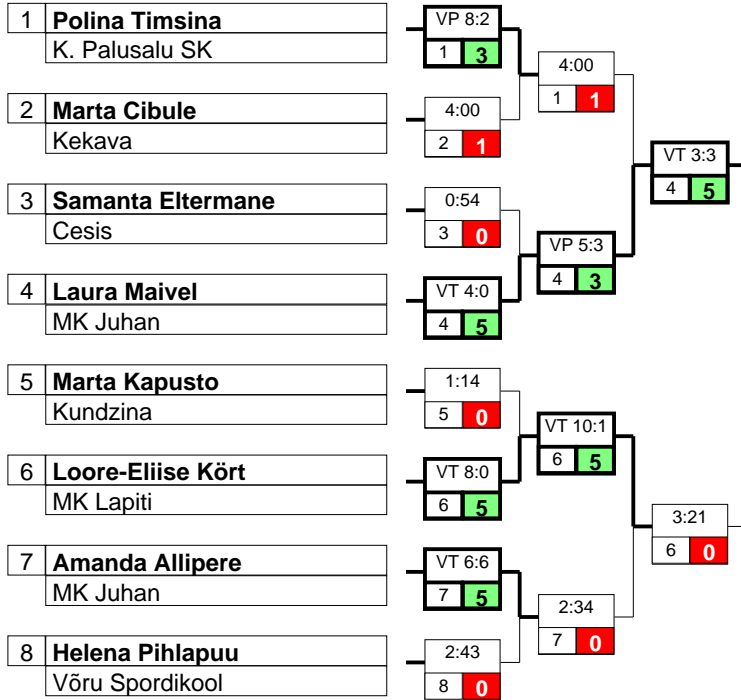 1 Polina Timsina
K. Palusalu SK
VP 8:2
1 3
4:00
1 1
2 Marta Cibule
Kekava
4:00
2 1
VT 3:3
4 5
3 Samanta Eltermane
Cesis
0:54
3 0
VP 5:3
4 3
4 Laura Maivel
MK Juhan
VT 4:0
4 5
5 Marta Kapusto
Kundzina
1:14
5 0
VT 10:1
6 5
6 Loore-Eliise Kört
MK Lapiti
VT 8:0
6 5
3:21
6 0
7 Amanda Allipere
MK Juhan
VT 6:6
7 5
2:34
7 0
8 Helena Pihlapuu
Võru Spordikool
2:43
8 0